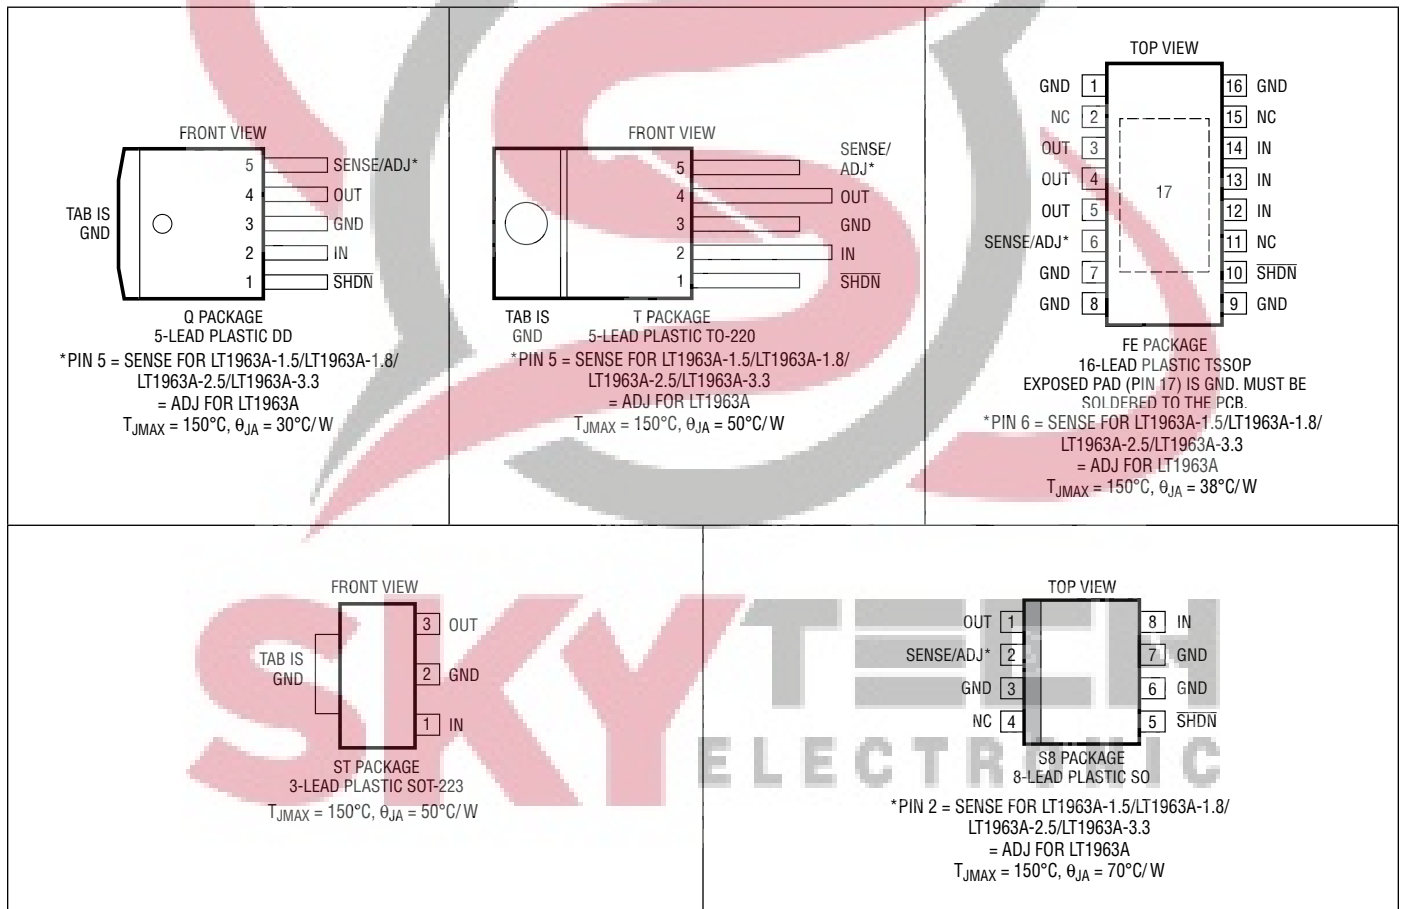 FRONT VIEW
5 SENSE/ADJ*
4 OUT
3 GND
2 IN
1 SHDN
TAB IS
GND
Q PACKAGE
5-LEAD PLASTIC DD
*PIN 5 = SENSE FOR LT1963A-1.5/LT1963A-1.8/
LT1963A-2.5/LT1963A-3.3
= ADJ FOR LT1963A
TJMAX = 150°C, θJA = 30°C/W
FRONT VIEW
SENSE/
5 ADJ*
4 OUT
3 GND
2 IN
1 SHDN
TAB IS
GND
T PACKAGE
5-LEAD PLASTIC TO-220
*PIN 5 = SENSE FOR LT1963A-1.5/LT1963A-1.8/
LT1963A-2.5/LT1963A-3.3
= ADJ FOR LT1963A
TJMAX = 150°C, θJA = 50°C/W
TOP VIEW
GND 1 16 GND
NC 2 15 NC
OUT 3 14 IN
OUT 4 13 IN
17
OUT 5 12 IN
SENSE/ADJ* 6 11 NC
GND 7 10 SHDN
GND 8 9 GND
FE PACKAGE
16-LEAD PLASTIC TSSOP
EXPOSED PAD (PIN 17) IS GND. MUST BE
SOLDERED TO THE PCB.
*PIN 6 = SENSE FOR LT1963A-1.5/LT1963A-1.8/
LT1963A-2.5/LT1963A-3.3
= ADJ FOR LT1963A
TJMAX = 150°C, θJA = 38°C/W
FRONT VIEW
3 OUT
TAB IS
GND
2 GND
1 IN
ST PACKAGE
3-LEAD PLASTIC SOT-223
TJMAX = 150°C, θJA = 50°C/W
TOP VIEW
OUT 1 8 IN
SENSE/ADJ* 2 7 GND
GND 3 6 GND
NC 4 5 SHDN
S8 PACKAGE
8-LEAD PLASTIC SO
*PIN 2 = SENSE FOR LT1963A-1.5/LT1963A-1.8/
LT1963A-2.5/LT1963A-3.3
= ADJ FOR LT1963A
TJMAX = 150°C, θJA = 70°C/W
SKYTECH
ELECTRONIC